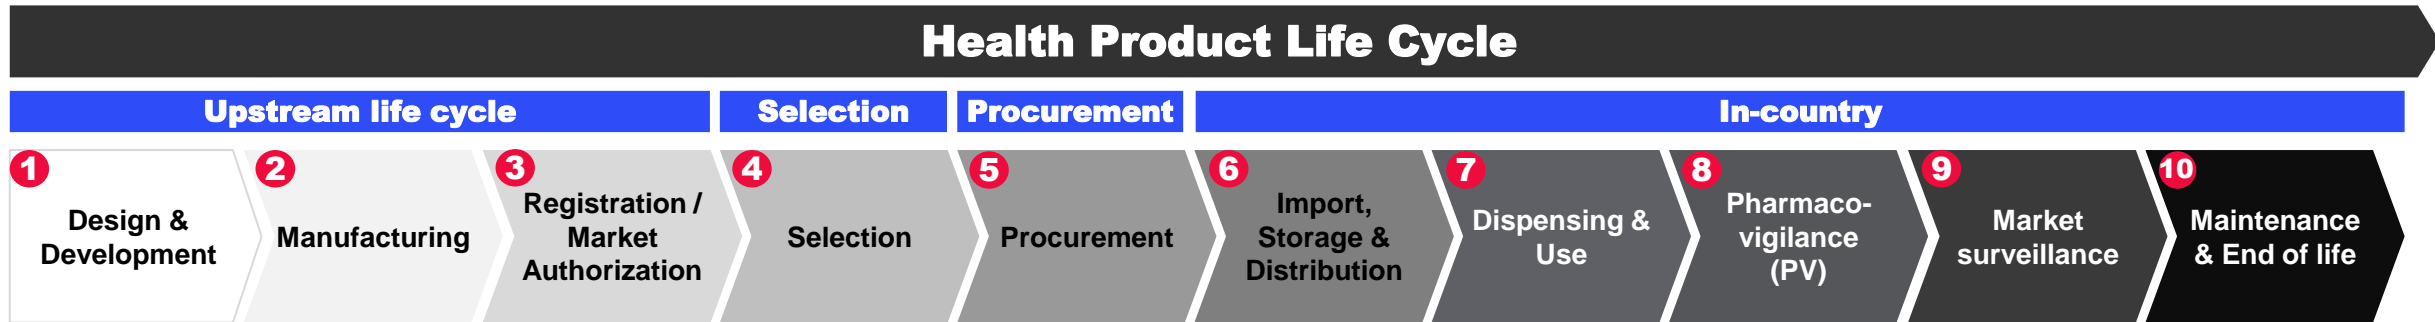 Health Product Life Cycle
Upstream life cycle
Selection
Procurement
In-country
1
Design &
Development
2
Manufacturing
3
Registration /
Market
Authorization
4
Selection
5
Procurement
6
Import,
Storage &
Distribution
7
Dispensing &
Use
8
Pharmaco-
vigilance
(PV)
9
Market
surveillance
10
Maintenance
& End of life